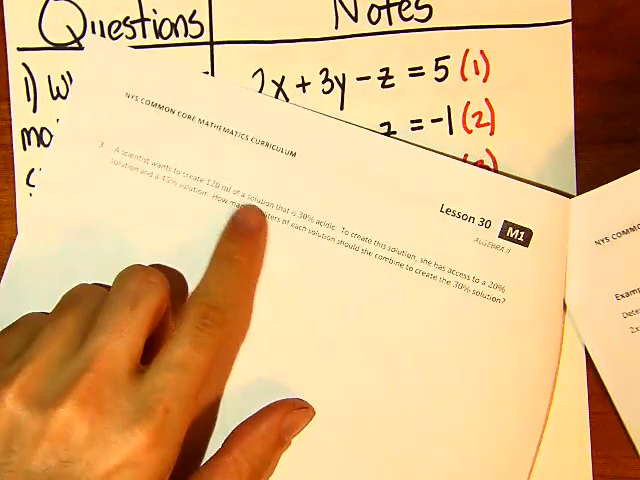 Questions
Notes
1) W
2x + 3y - z = 5 (1)
mo
z = -1 (2)
NYS COMMON CORE MATHEMATICS CURRICULUM
Lesson 30
M1
ALGEBRA II
3. A scientist wants to create 120 ml of a solution that is 30% acidic. To create this solution, she has access to a 20%
solution and a 45% solution. How many milliliters of each solution should she combine to create the 30% solution?
NYS COMMON
Examp
Dete
2x